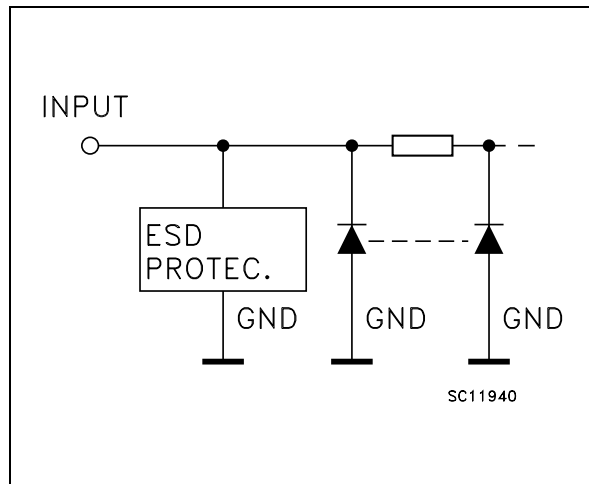 INPUT
ESD
PROTEC.
GND
GND
GND
SC11940